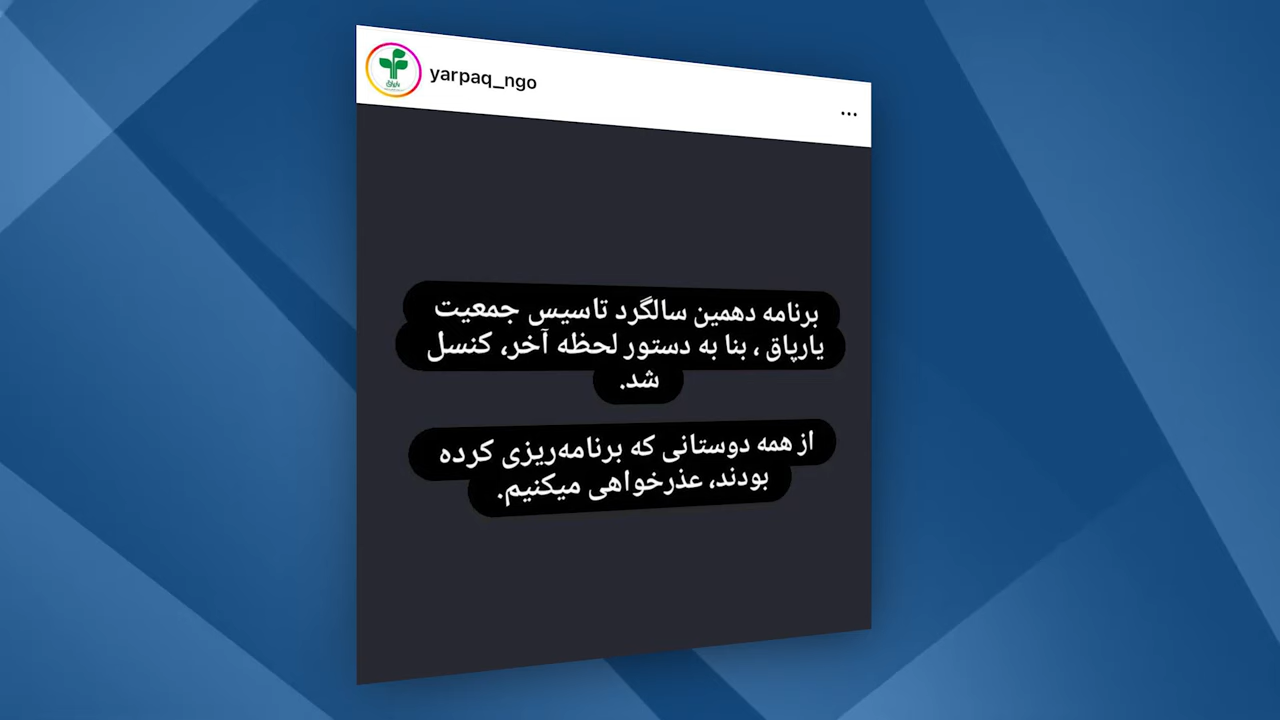 yarpaq_ngo
برنامه دهمین سالگرد تاسیس جمعیت
یارپاق ، بنا به دستور لحظه آخر، کنسل
شد.
از همه دوستانی که برنامه‌ریزی کرده
بودند، عذرخواهی میکنیم.